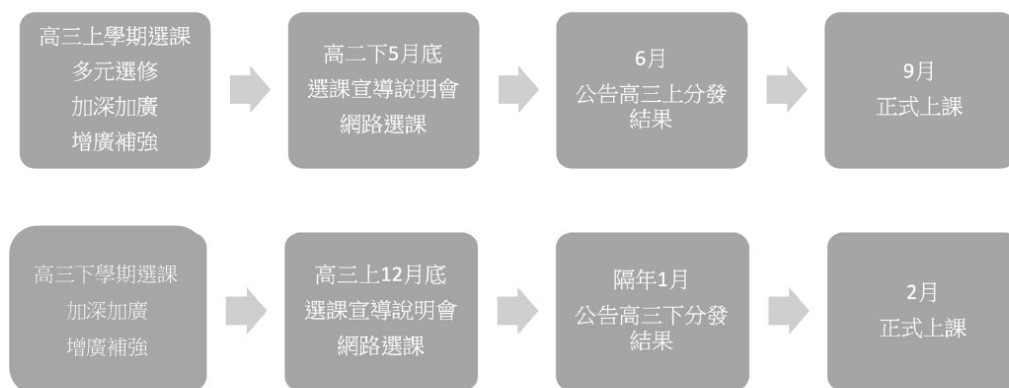 高三上學期選課
多元選修
加深加廣
增廣補強
高二下5月底
選課宣導說明會
網路選課
6月
公告高三上分發
結果
9月
正式上課
高三下學期選課
加深加廣
增廣補強
高三上12月底
選課宣導說明會
網路選課
隔年1月
公告高三下分發
結果
2月
正式上課